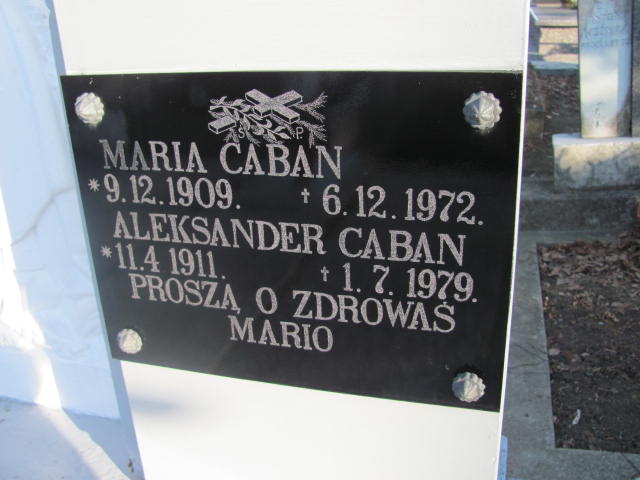 S. P.
MARIA CABAN
* 9.12.1909. † 6.12.1972.
ALEKSANDER CABAN
* 11.4 1911. † 1.7.1979.
PROSZĄ O ZDROWAŚ
MARIO